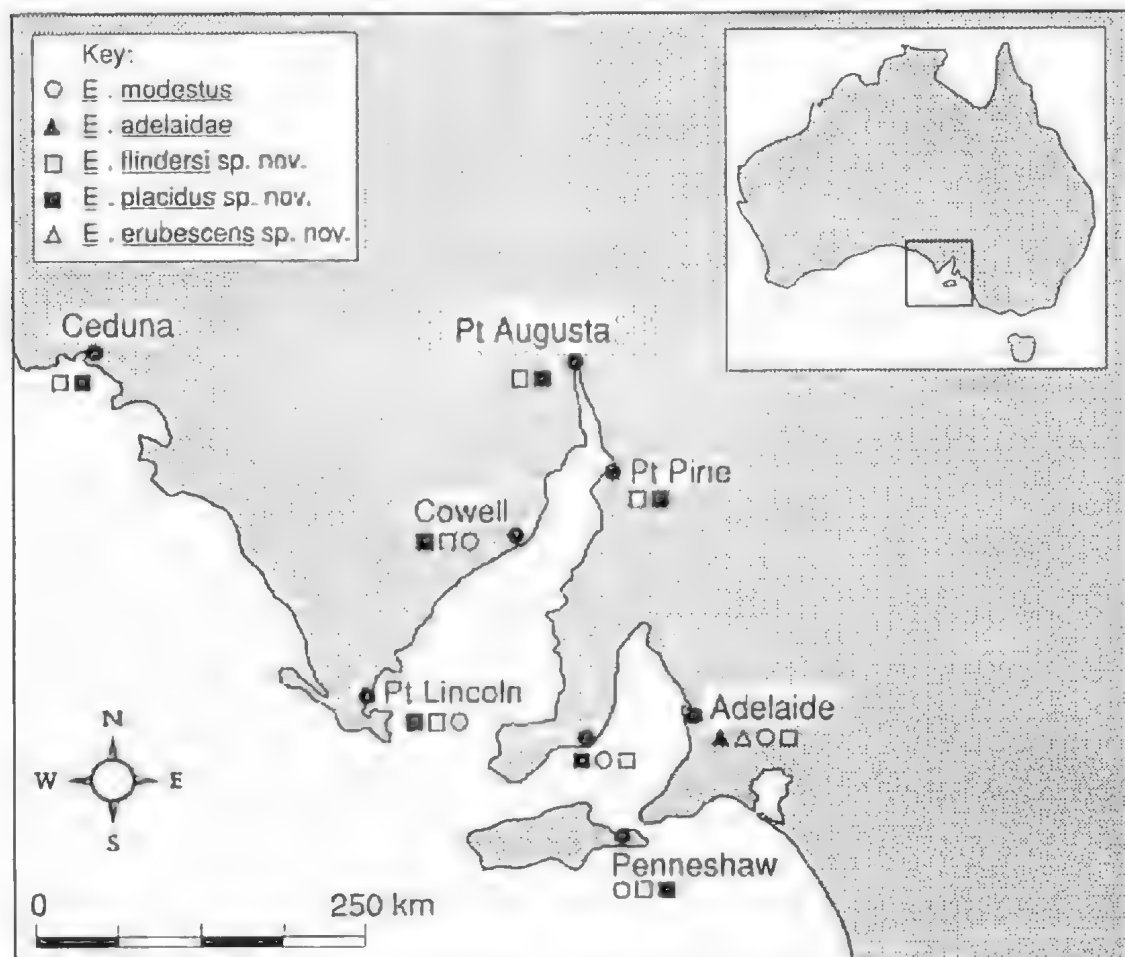 Key:
E. modestus
E. adelaidae
E. flindersi sp. nov.
E. placidus sp. nov.
E. erubescens sp. nov.
Ceduna
Pt Augusta
Pt Pirie
Cowell
Pt Lincoln
Adelaide
N
W E
S
Penneshaw
0 250 km